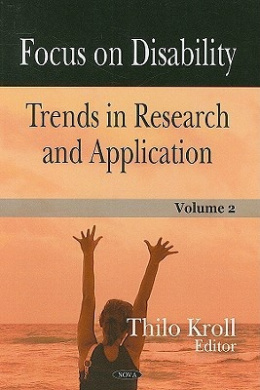 Focus on Disability
Trends in Research
and Application
Volume 2
Thilo Kroll
Editor
NOVA